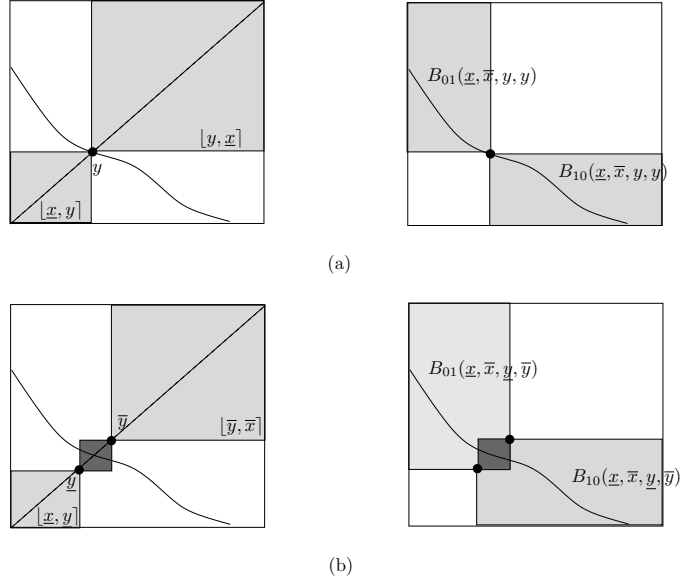 B₀₁(x̲, x̅, y, y)
⌊y, x̲⌉
y
B₁₀(x̲, x̅, y, y)
⌊x̲, y⌉
(a)
y̅
B₀₁(x̲, x̅, y̲, y̅)
⌊y̅, x̅⌉
y̲
B₁₀(x̲, x̅, y̲, y̅)
⌊x̲, y̲⌉
(b)